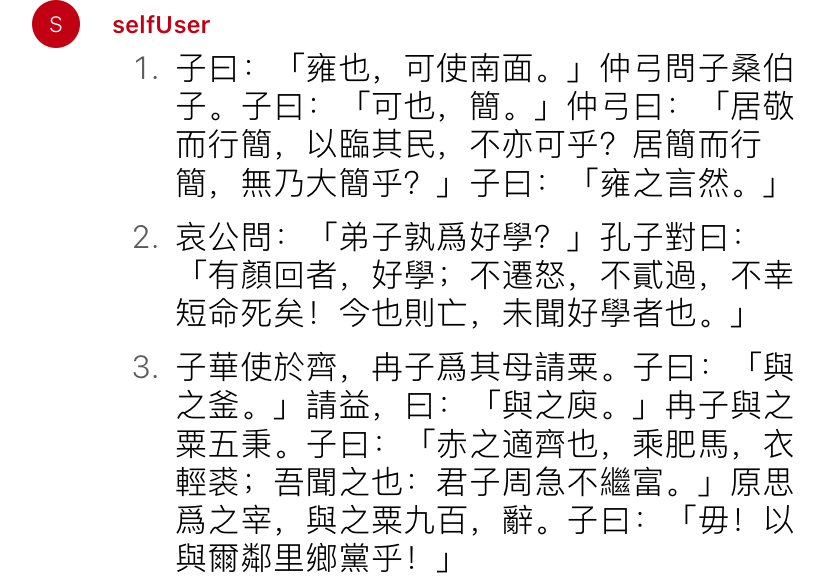 S
selfUser
1. 子曰：「雍也，可使南面。」仲弓問子桑伯
子。子曰：「可也，簡。」仲弓曰：「居敬
而行簡，以臨其民，不亦可乎？居簡而行
簡，無乃大簡乎？」子曰：「雍之言然。」
2. 哀公問：「弟子孰爲好學？」孔子對曰：
「有顏回者，好學；不遷怒，不貳過，不幸
短命死矣！今也則亡，未聞好學者也。」
3. 子華使於齊，冉子爲其母請粟。子曰：「與
之釜。」請益，曰：「與之庾。」冉子與之
粟五秉。子曰：「赤之適齊也，乘肥馬，衣
輕裘；吾聞之也：君子周急不繼富。」原思
爲之宰，與之粟九百，辭。子曰：「毋！以
與爾鄰里鄉黨乎！」